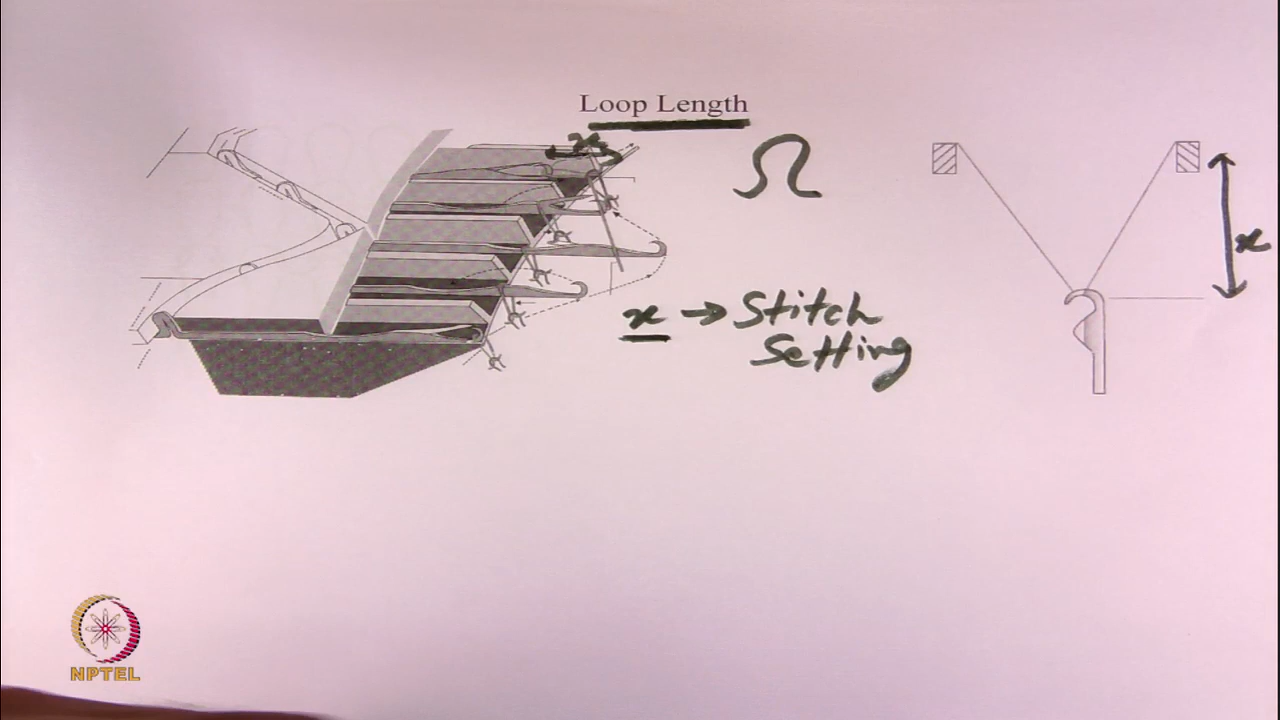 Loop Length
x
x
x → Stitch
Setting
NPTEL